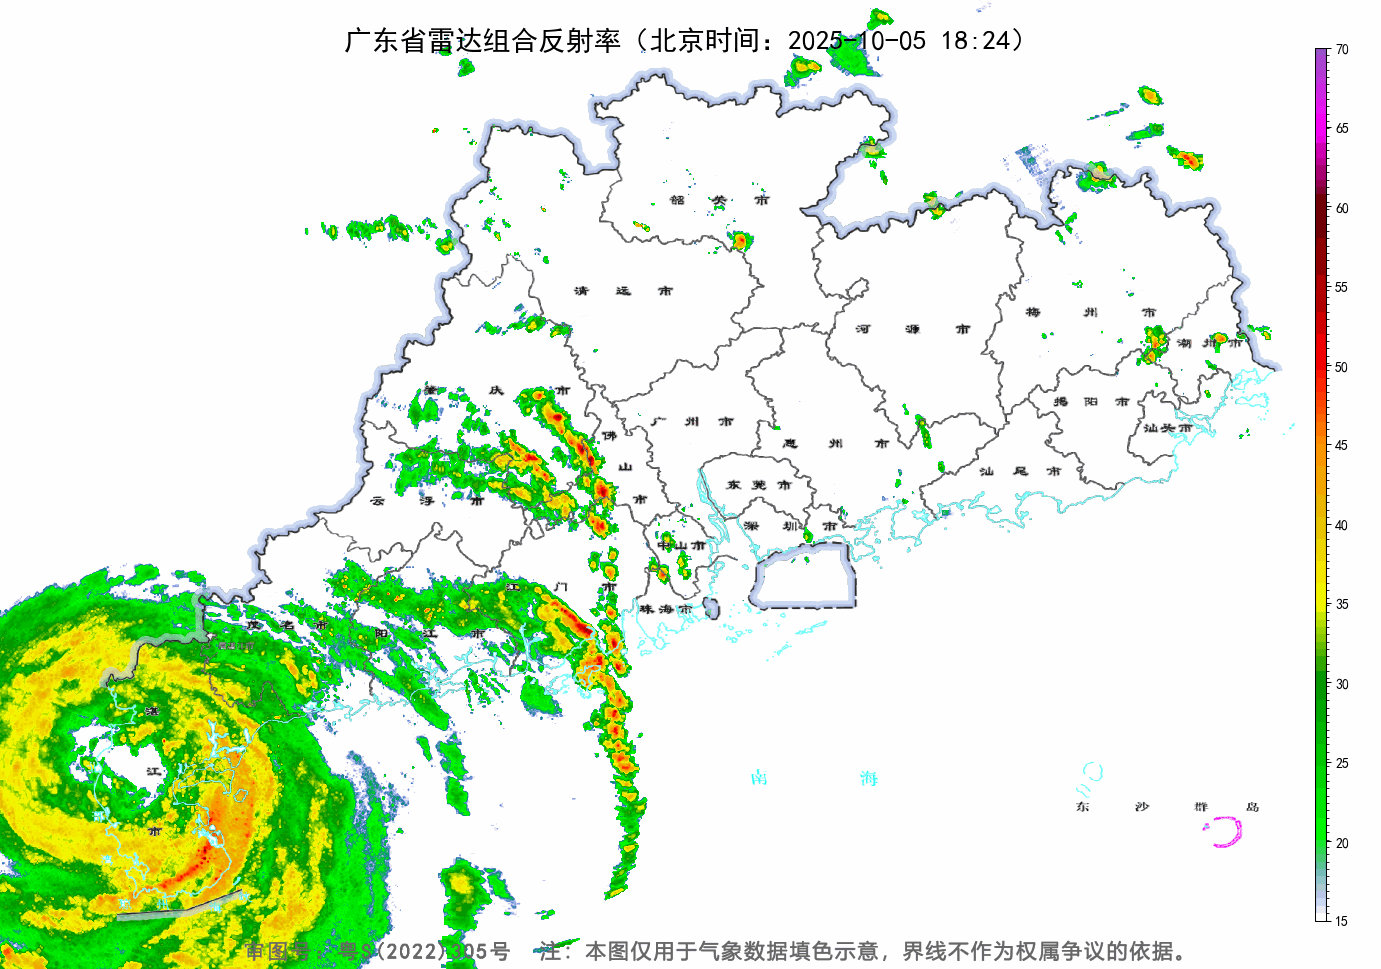 广东省雷达组合反射率（北京时间：2025-10-05 18:24）
70
65
60
55
50
45
40
35
30
25
20
15
韶关市
清远市
河源市
梅州市
潮州市
肇庆市
揭阳市
广州市
汕头市
佛山市
惠州市
汕尾市
云浮市
东莞市
深圳市
中山市
江门市
珠海市
茂名市
阳江市
湛江市
南海
东沙群岛
审图号：粤S(2022)305号 注：本图仅用于气象数据填色示意，界线不作为权属争议的依据。